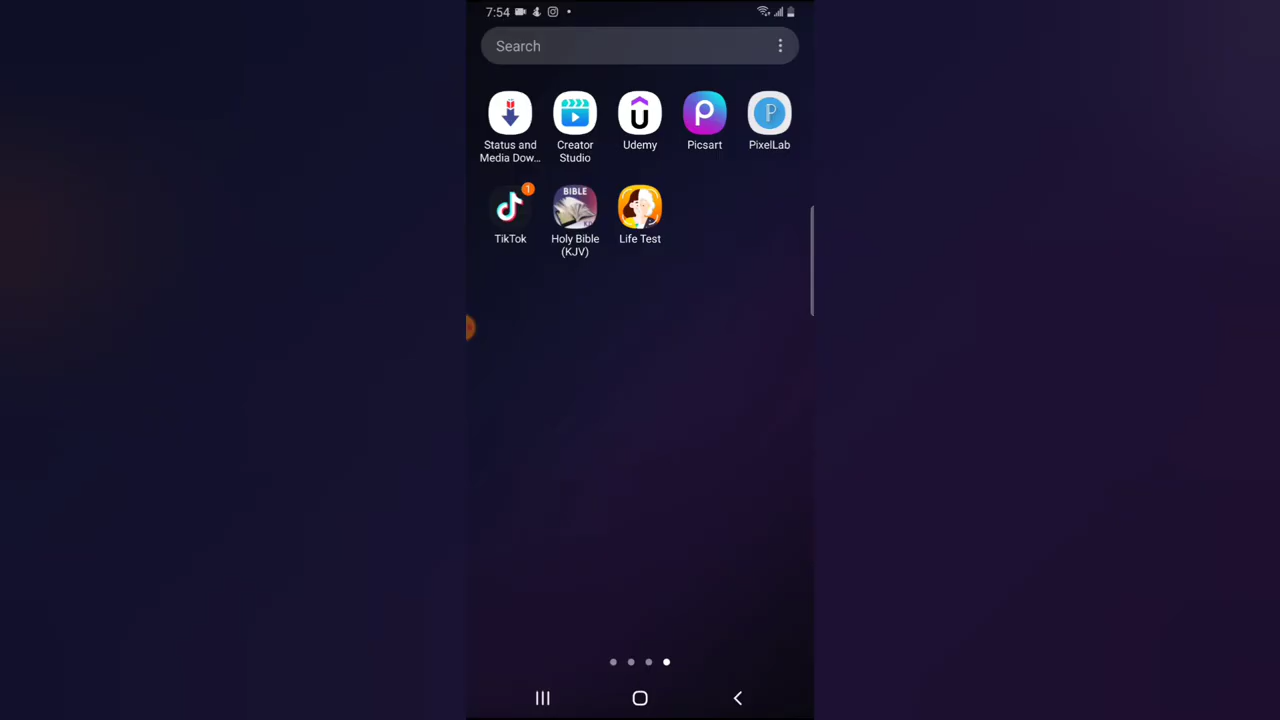 7:54
Search
Status and
Media Dow...
Creator
Studio
Udemy
Picsart
PixelLab
1
TikTok
BIBLE
Holy Bible
(KJV)
Life Test